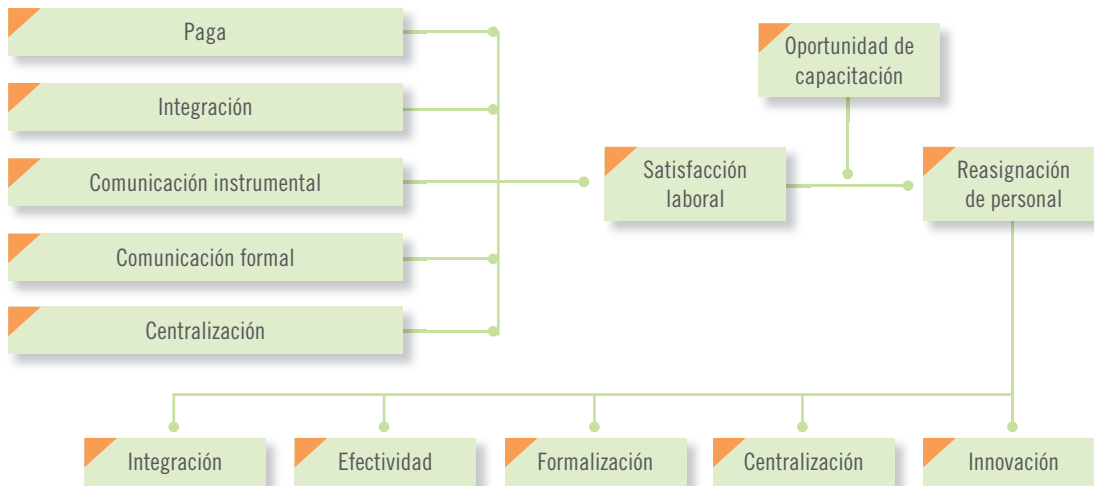 Paga
Integración
Comunicación instrumental
Comunicación formal
Centralización
Satisfacción
laboral
Oportunidad de
capacitación
Reasignación
de personal
Integración
Efectividad
Formalización
Centralización
Innovación